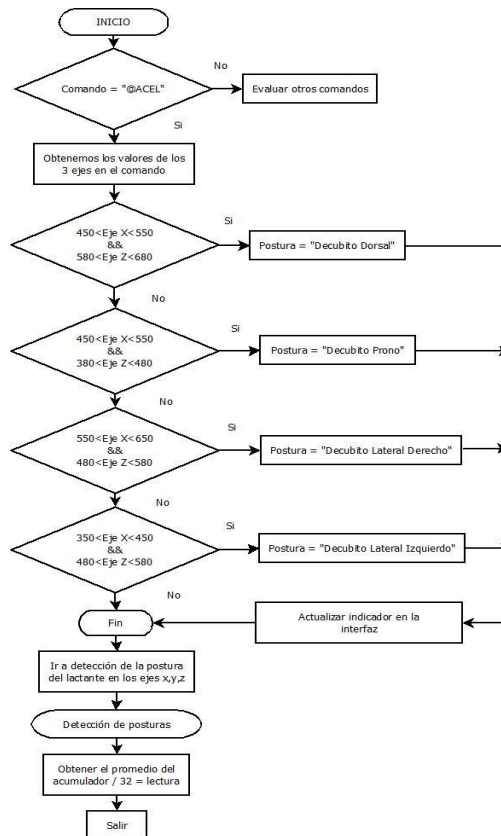 INICIO
Comando = "@ACEL"
No
Evaluar otros comandos
Si
Obtenemos los valores de los
3 ejes en el comando
450<Eje X<550
&&
580<Eje Z<680
Si
Postura = "Decubito Dorsal"
No
450<Eje X<550
&&
380<Eje Z<480
Si
Postura = "Decubito Prono"
No
550<Eje X<650
&&
480<Eje Z<580
Si
Postura = "Decubito Lateral Derecho"
No
350<Eje X<450
&&
480<Eje Z<580
Si
Postura = "Decubito Lateral Izquierdo"
No
Fin
Actualizar indicador en la
interfaz
Ir a detección de la postura
del lactante en los ejes x,y,z
Detección de posturas
Obtener el promedio del
acumulador / 32 = lectura
Salir